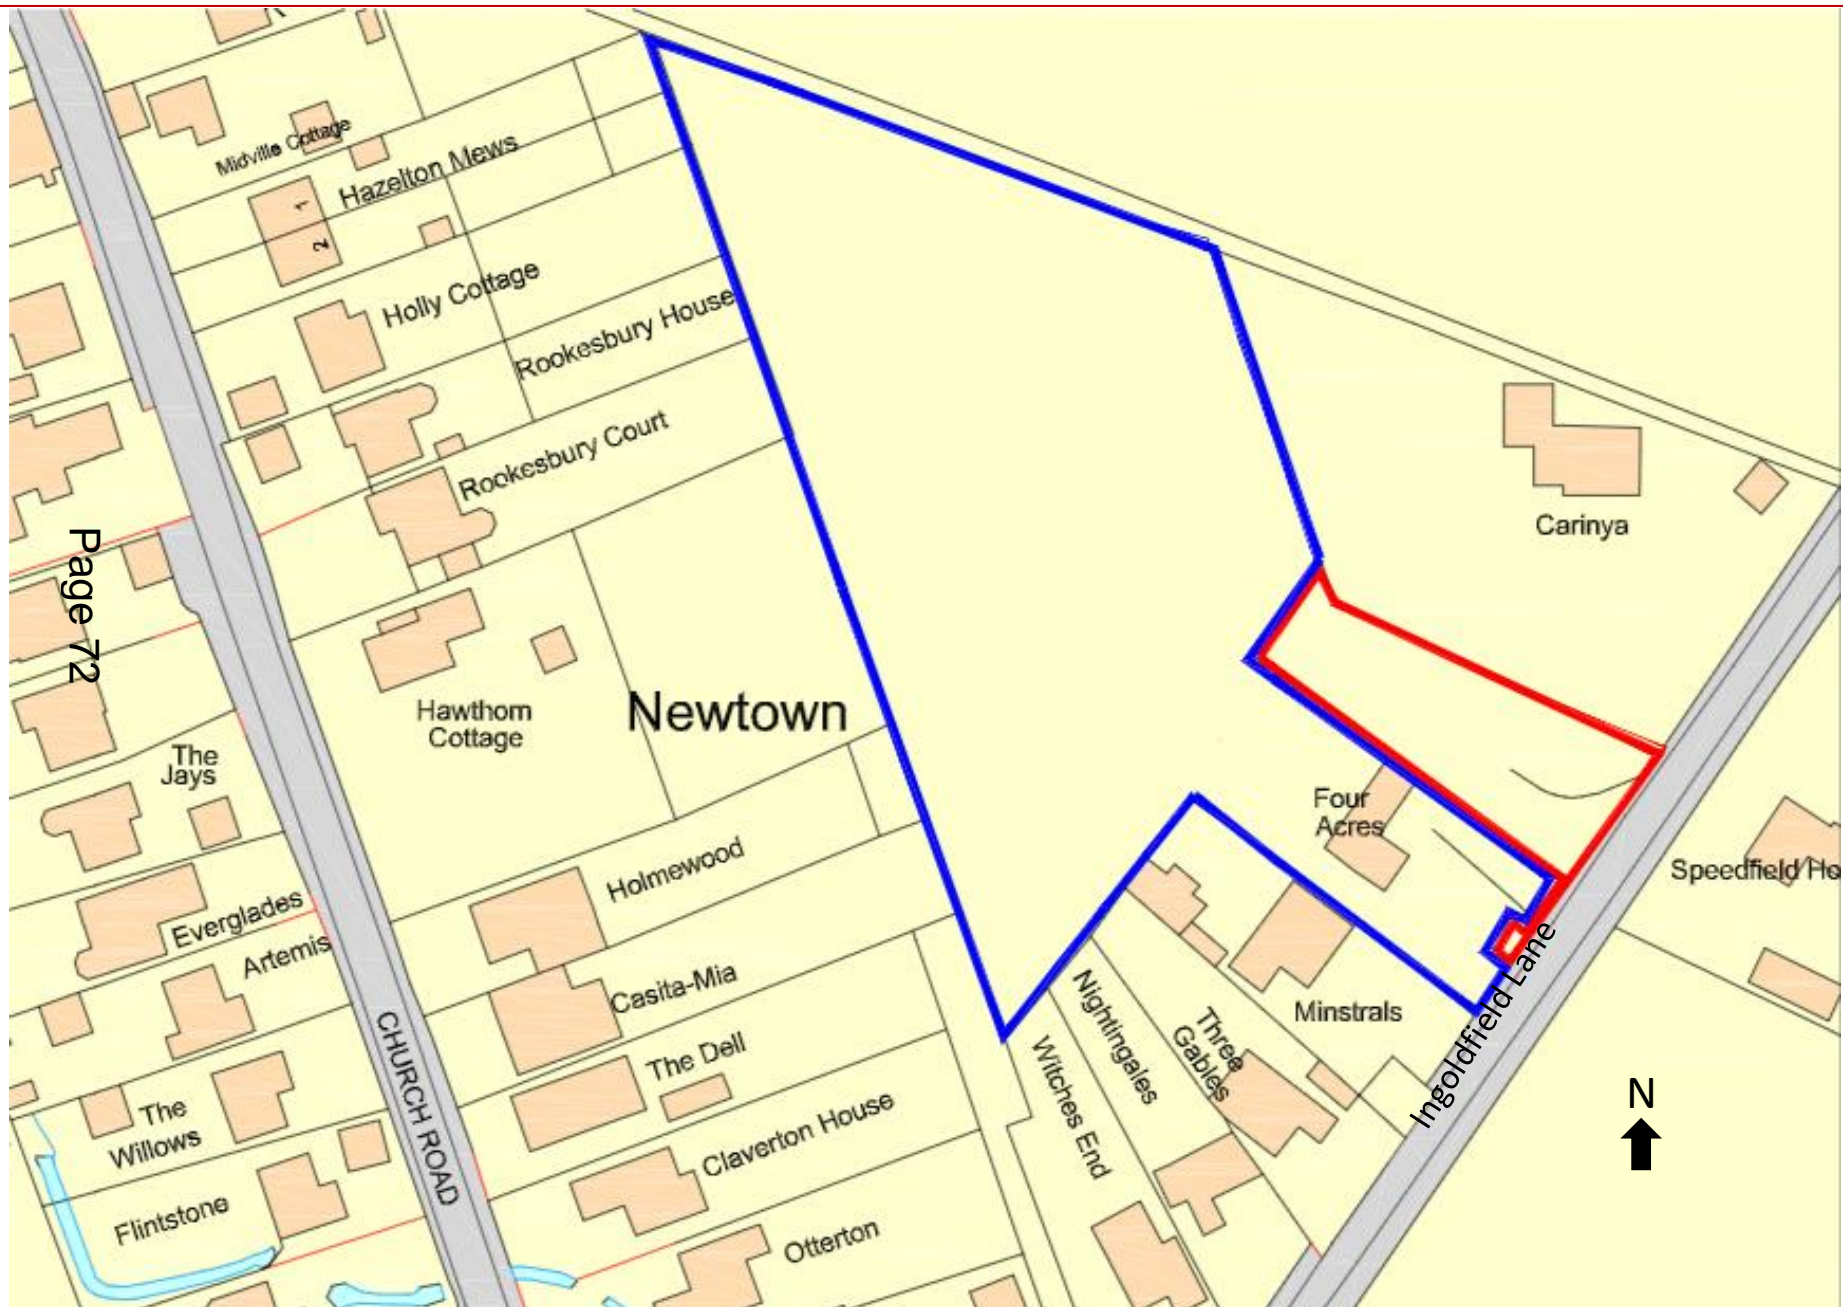 Midville Cottage
Hazelton Mews
1
2
Holly Cottage
Rookesbury House
Rookesbury Court
Carinya
Page 72
Hawthorn
Cottage
Newtown
The
Jays
Four
Acres
Speedfield Ho
Holmewood
Everglades
Artemis
Casita-Mia
Nightingales
Three
Gables
Minstrals
Ingoldfield Lane
CHURCH ROAD
The Dell
Witches End
N
The
Willows
Claverton House
Flintstone
Otterton